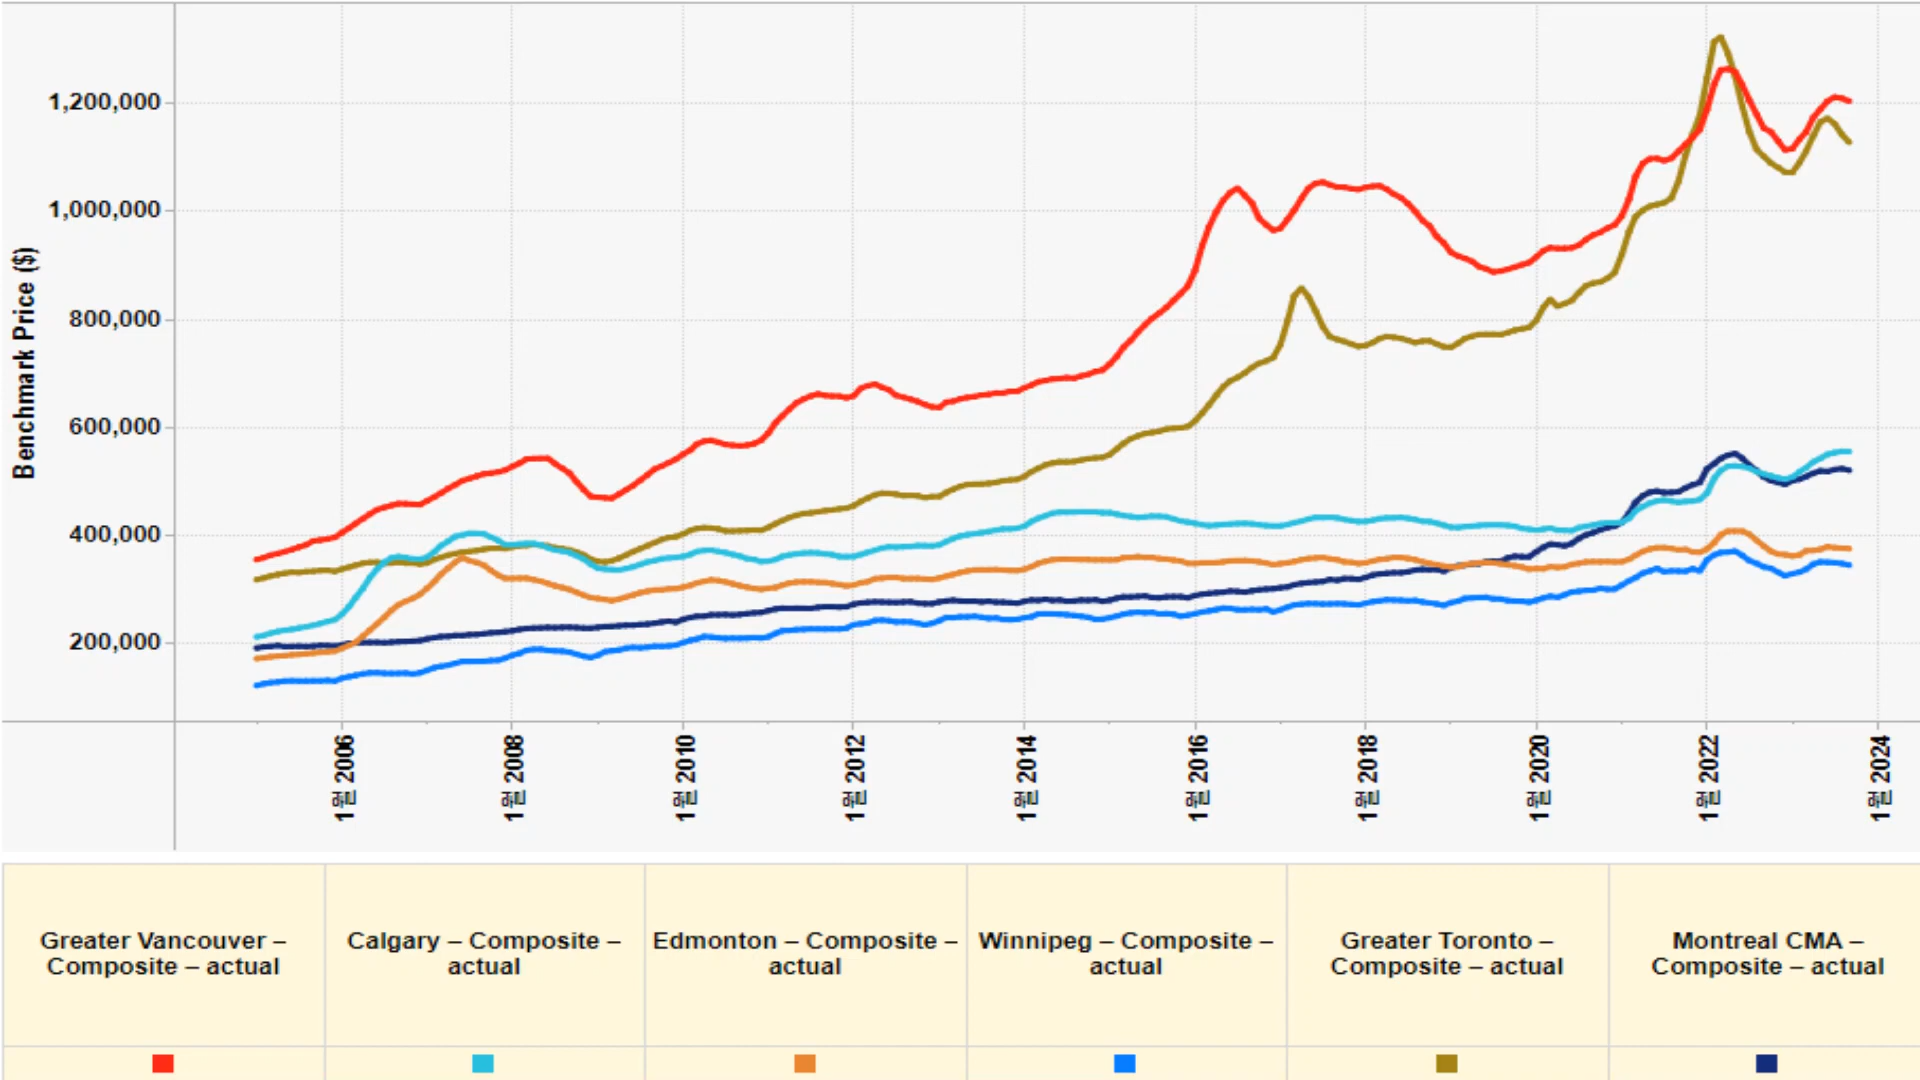 Benchmark Price ($)
1,200,000
1,000,000
800,000
600,000
400,000
200,000
1월 2006
1월 2008
1월 2010
1월 2012
1월 2014
1월 2016
1월 2018
1월 2020
1월 2022
1월 2024
Greater Vancouver –
Composite – actual
Calgary – Composite –
actual
Edmonton – Composite –
actual
Winnipeg – Composite –
actual
Greater Toronto –
Composite – actual
Montreal CMA –
Composite – actual